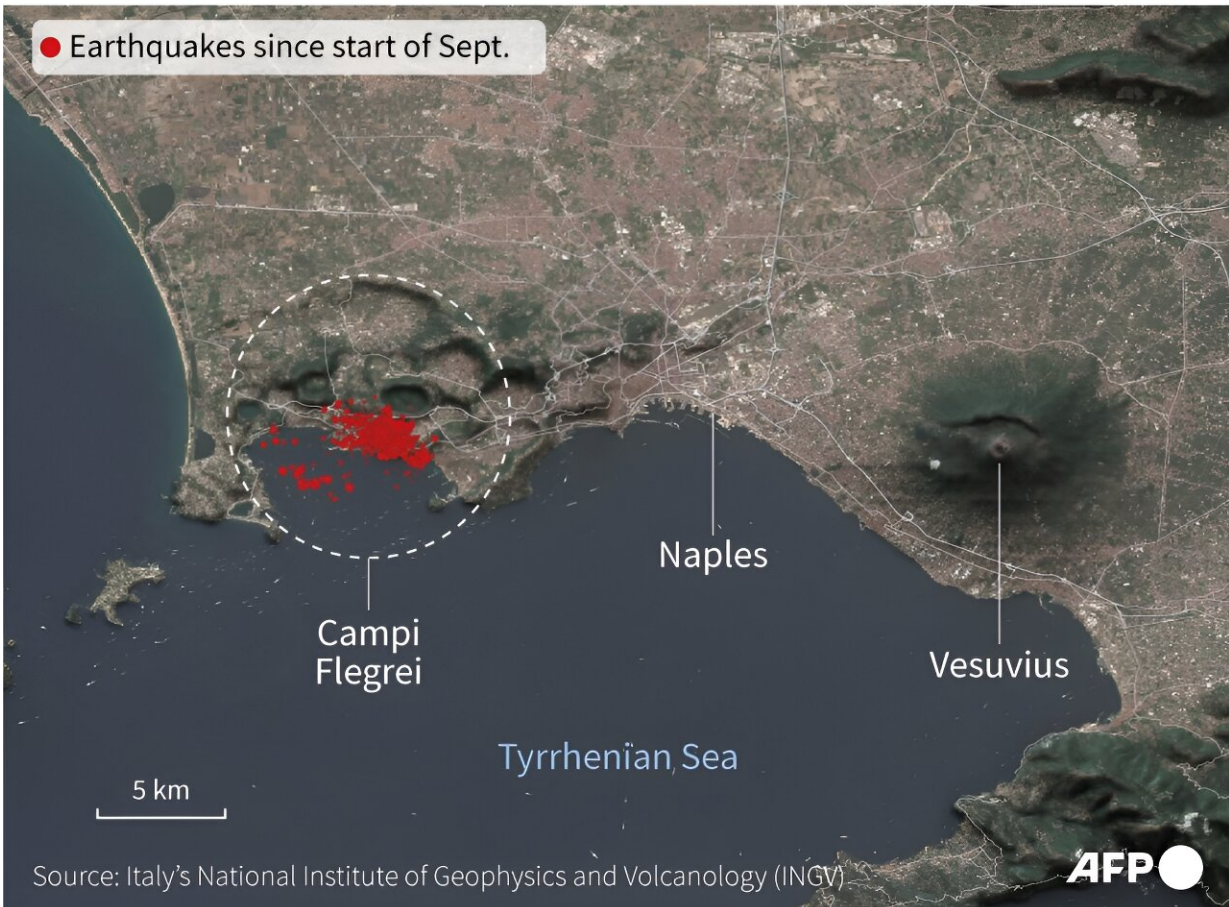 Earthquakes since start of Sept.
Naples
Campi
Flegrei
Vesuvius
Tyrrhenian Sea
5 km
Source: Italy's National Institute of Geophysics and Volcanology (INGV)
AFP